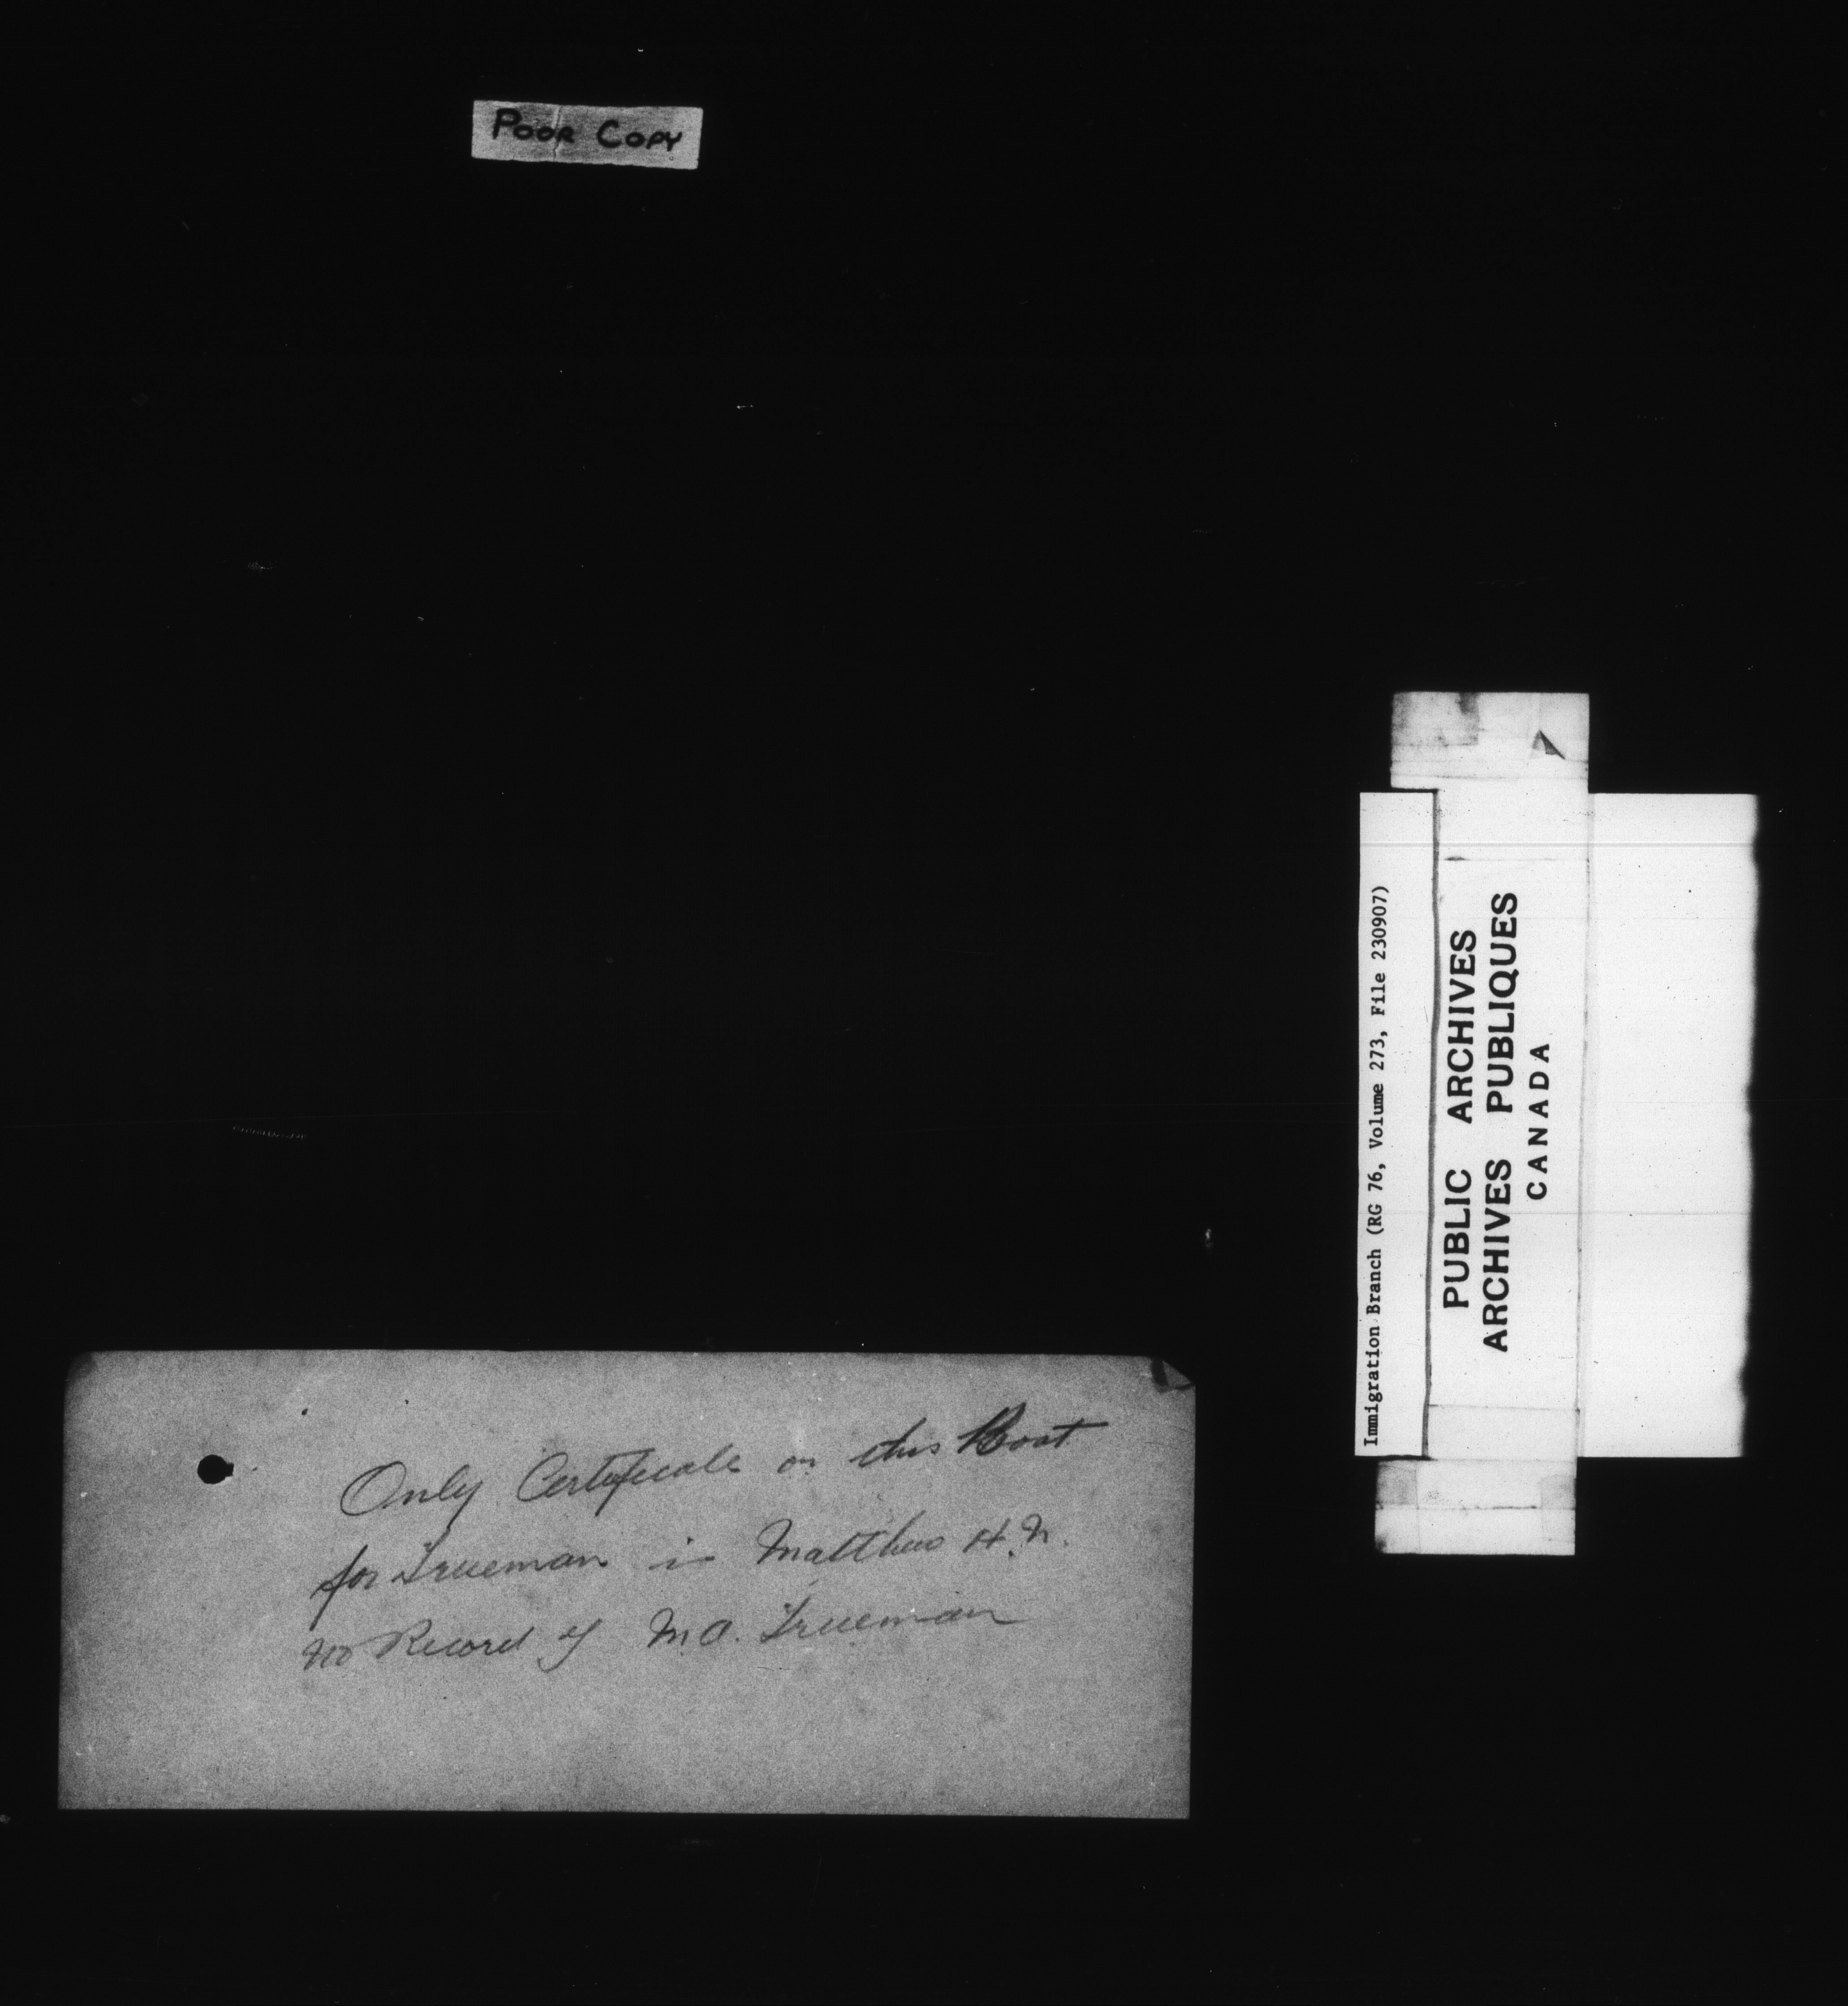 POOR COPY
Only Certificate on this Boat
for Trueman is Matthew H. N.
no Record of M O. Trueman
Immigration Branch (RG 76, Volume 273, File 230907)
PUBLIC ARCHIVES
ARCHIVES PUBLIQUES
CANADA